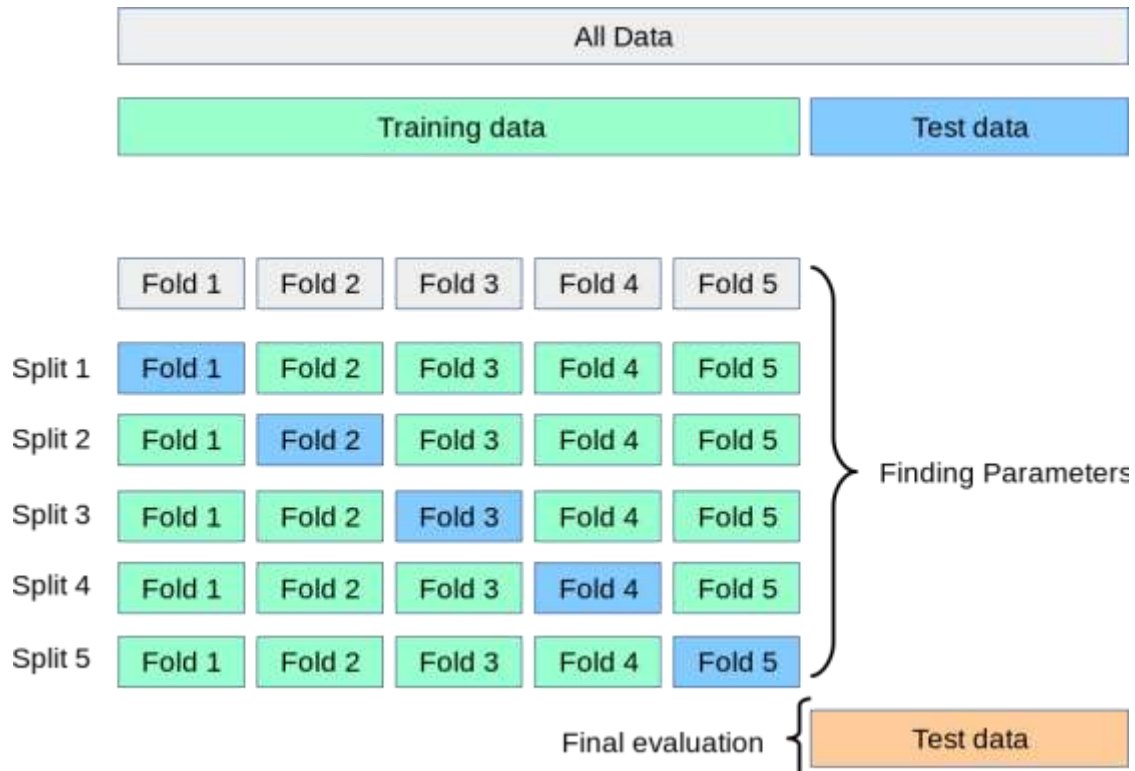 All Data
Training data Test data
Fold 1 Fold 2 Fold 3 Fold 4 Fold 5
Split 1 Fold 1 Fold 2 Fold 3 Fold 4 Fold 5
Split 2 Fold 1 Fold 2 Fold 3 Fold 4 Fold 5
Finding Parameters
Split 3 Fold 1 Fold 2 Fold 3 Fold 4 Fold 5
Split 4 Fold 1 Fold 2 Fold 3 Fold 4 Fold 5
Split 5 Fold 1 Fold 2 Fold 3 Fold 4 Fold 5
Final evaluation Test data